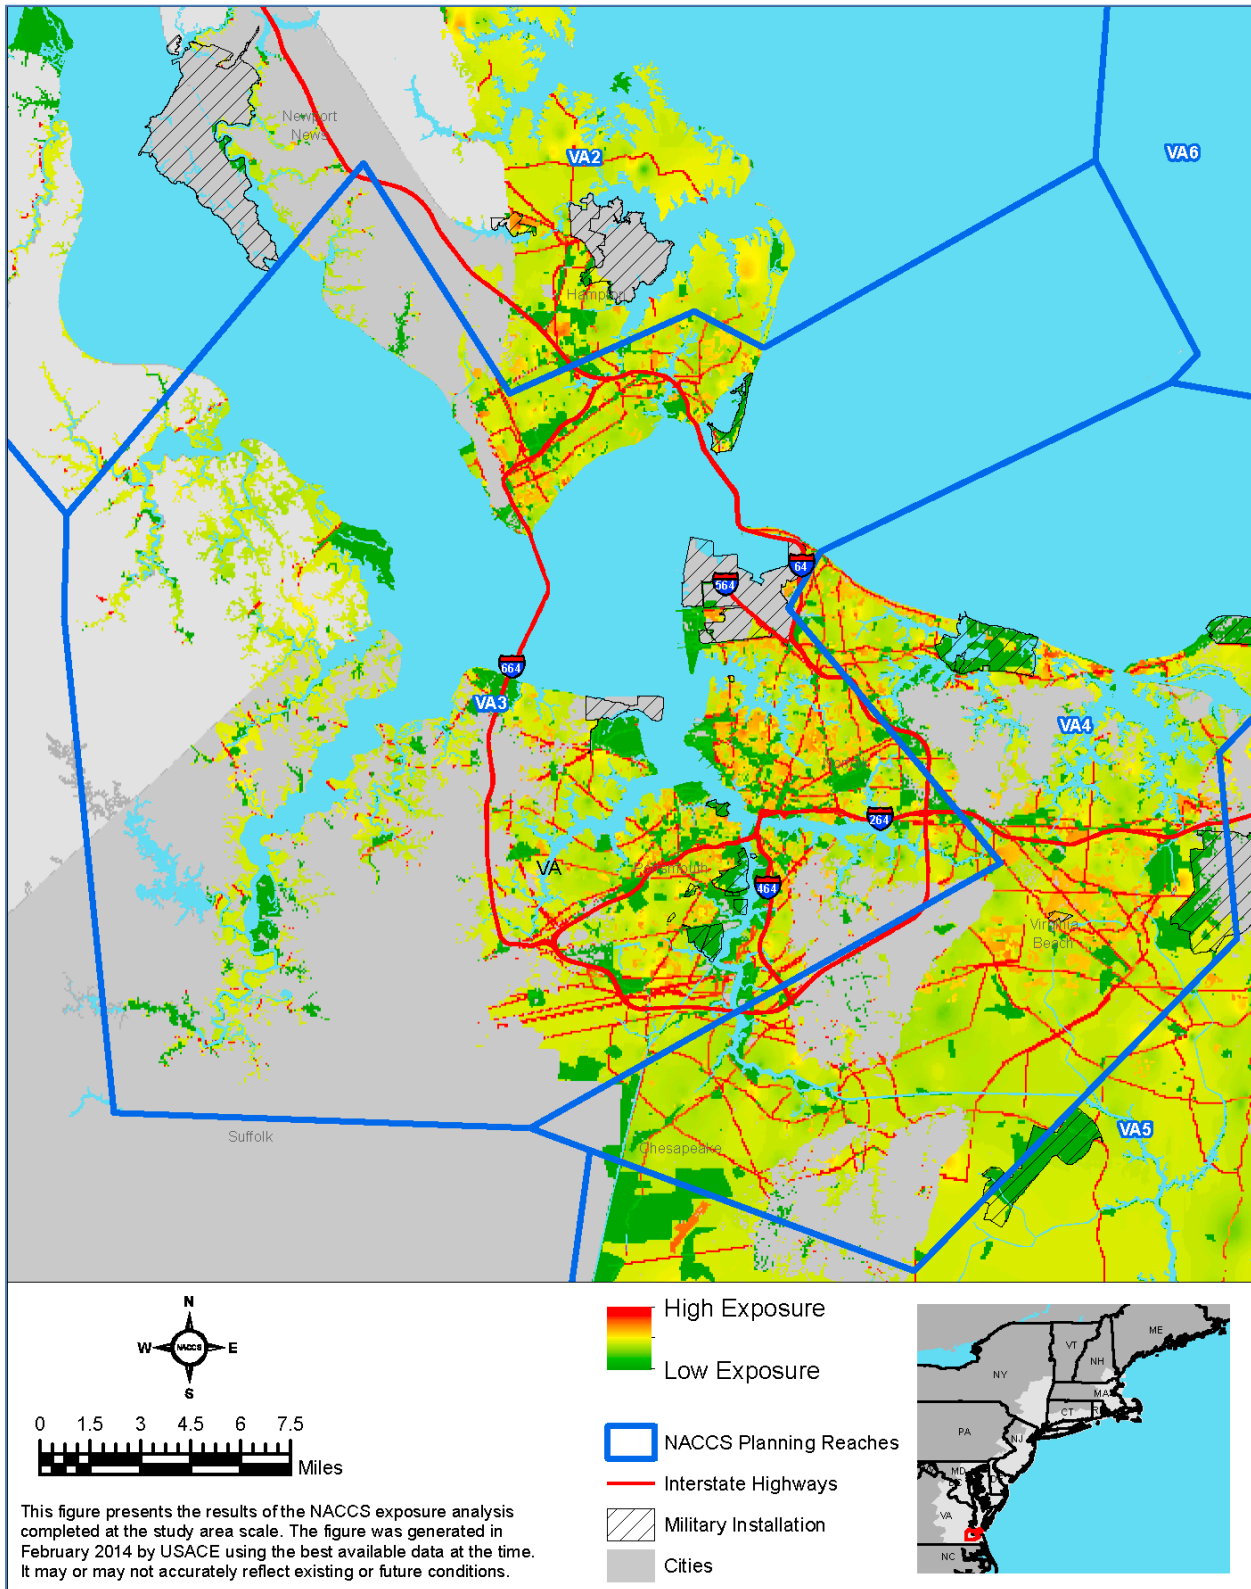 Newport
News
VA2
VA6
Hampton
64
564
664
VA3
VA4
Norfolk
264
VA
Portsmouth
464
Virginia
Beach
Suffolk
Chesapeake
VA5
N
W NACCS E
S
0 1.5 3 4.5 6 7.5
Miles
This figure presents the results of the NACCS exposure analysis
completed at the study area scale. The figure was generated in
February 2014 by USACE using the best available data at the time.
It may or may not accurately reflect existing or future conditions.
High Exposure
Low Exposure
NACCS Planning Reaches
Interstate Highways
Military Installation
Cities
ME
VT
NH
NY
MA
CT
PA
NJ
MD
VA
NC